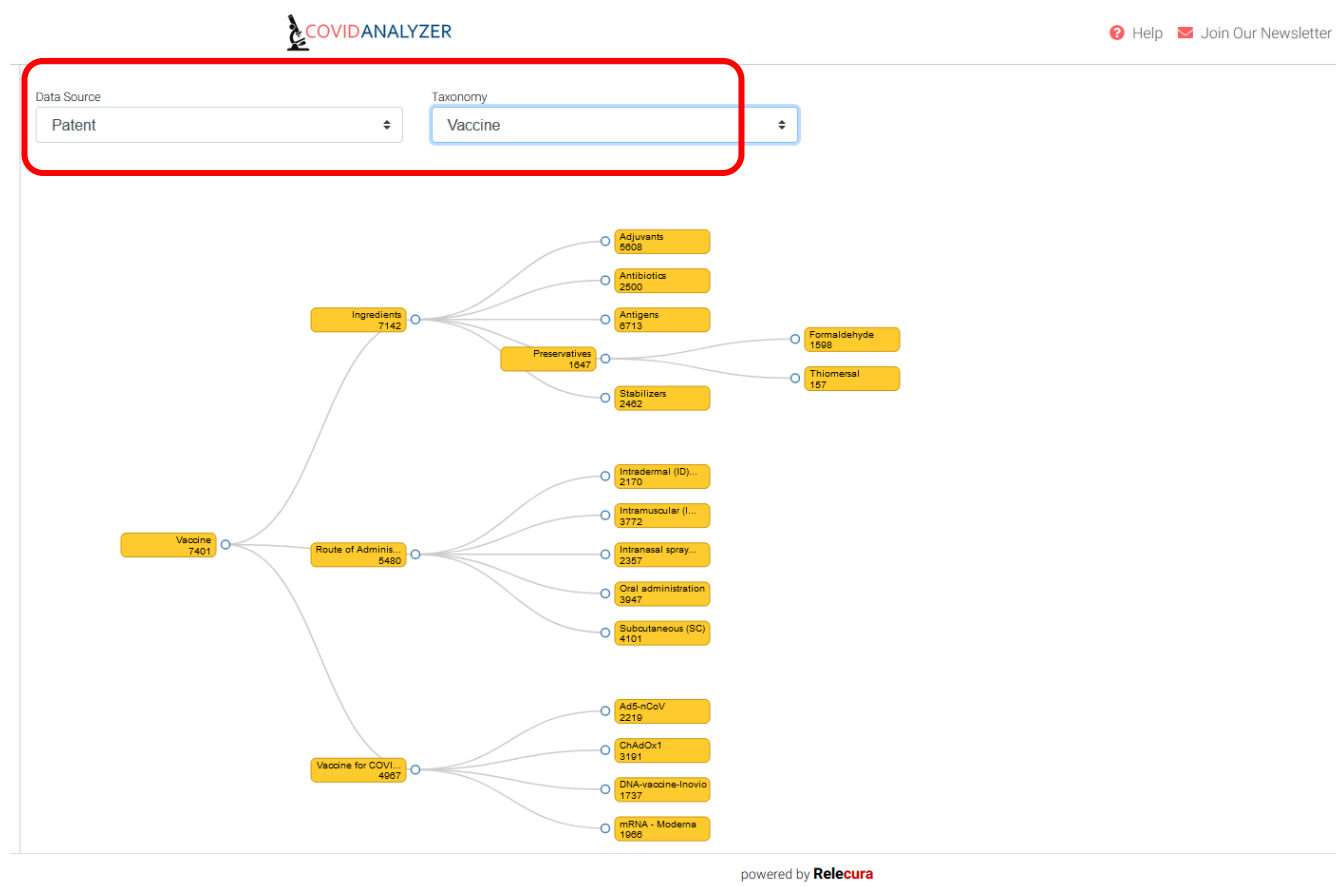 COVIDANALYZER
Help
Join Our Newsletter
Data Source
Taxonomy
Patent
Vaccine
Adjuvants
5608
Antibiotics
2500
Ingredients
7142
Antigens
6713
Formaldehyde
1598
Preservatives
1647
Thiomersal
157
Stabilizers
2462
Intradermal (ID)...
2170
Intramuscular (I...
3772
Vaccine
7401
Route of Adminis...
5480
Intranasal spray...
2357
Oral administration
3947
Subcutaneous (SC)
4101
Ad5-nCoV
2219
ChAdOx1
3191
Vaccine for COVI...
4967
DNA-vaccine-Inovio
1737
mRNA - Moderna
1966
powered by Relecura